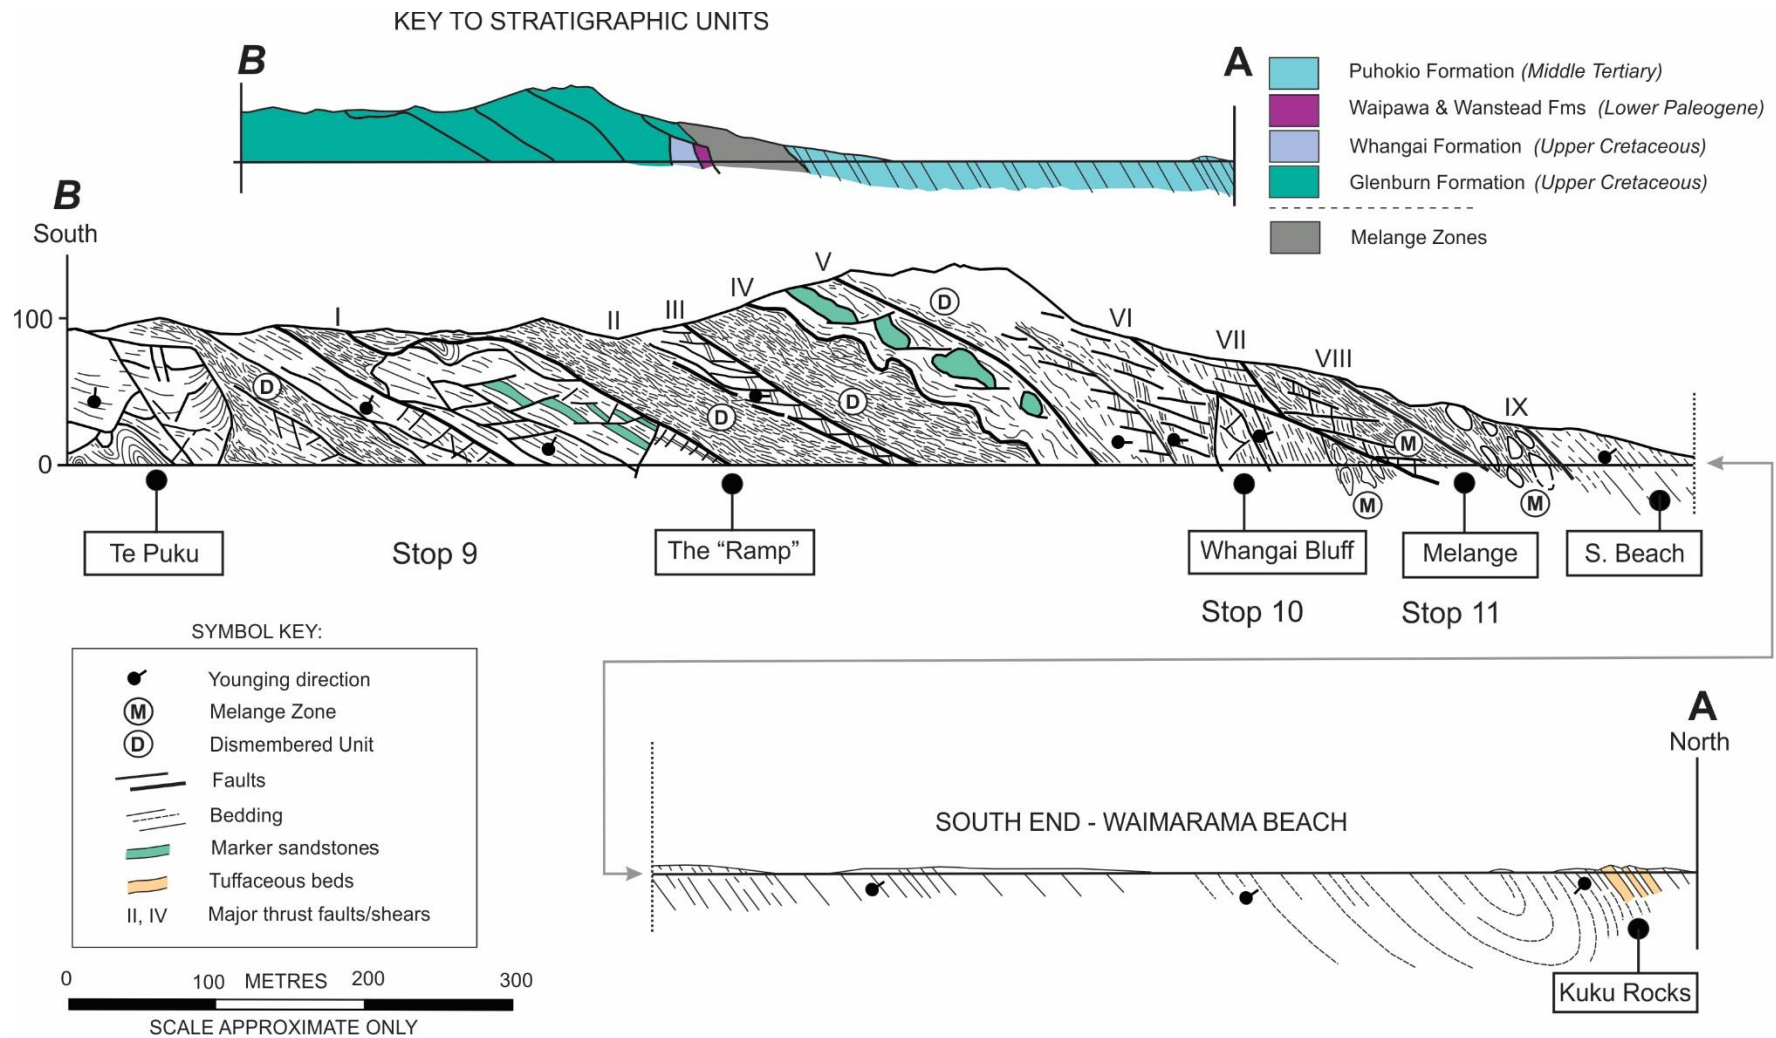 KEY TO STRATIGRAPHIC UNITS
B
A
Puhokio Formation (Middle Tertiary)
Waipawa & Wanstead Fms (Lower Paleogene)
Whangai Formation (Upper Cretaceous)
Glenburn Formation (Upper Cretaceous)
Melange Zones
B
South
100
0
I
II
III
IV
V
VI
VII
VIII
IX
D
D
D
D
M
M
M
Te Puku
Stop 9
The “Ramp”
Whangai Bluff
Melange
S. Beach
Stop 10
Stop 11
SYMBOL KEY:
Younging direction
M Melange Zone
D Dismembered Unit
Faults
Bedding
Marker sandstones
Tuffaceous beds
II, IV Major thrust faults/shears
0 100 METRES 200 300
SCALE APPROXIMATE ONLY
A
North
SOUTH END - WAIMARAMA BEACH
Kuku Rocks